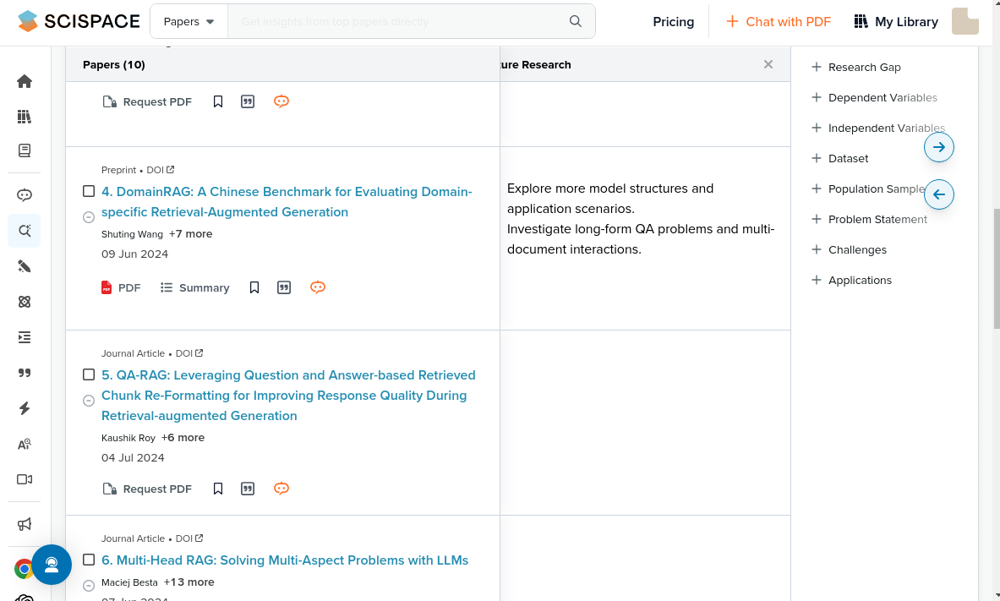 SCISPACE
Papers
Get insights from top papers directly
Pricing
Chat with PDF
My Library
Papers (10)
ure Research
Request PDF
Preprint • DOI
4. DomainRAG: A Chinese Benchmark for Evaluating Domain-
specific Retrieval-Augmented Generation
Shuting Wang +7 more
09 Jun 2024
PDF
Summary
Explore more model structures and
application scenarios.
Investigate long-form QA problems and multi-
document interactions.
Journal Article • DOI
5. QA-RAG: Leveraging Question and Answer-based Retrieved
Chunk Re-Formatting for Improving Response Quality During
Retrieval-augmented Generation
Kaushik Roy +6 more
04 Jul 2024
Request PDF
Journal Article • DOI
6. Multi-Head RAG: Solving Multi-Aspect Problems with LLMs
Maciej Besta +13 more
07 Jun 2024
Research Gap
Dependent Variables
Independent Variables
Dataset
Population Sample
Problem Statement
Challenges
Applications